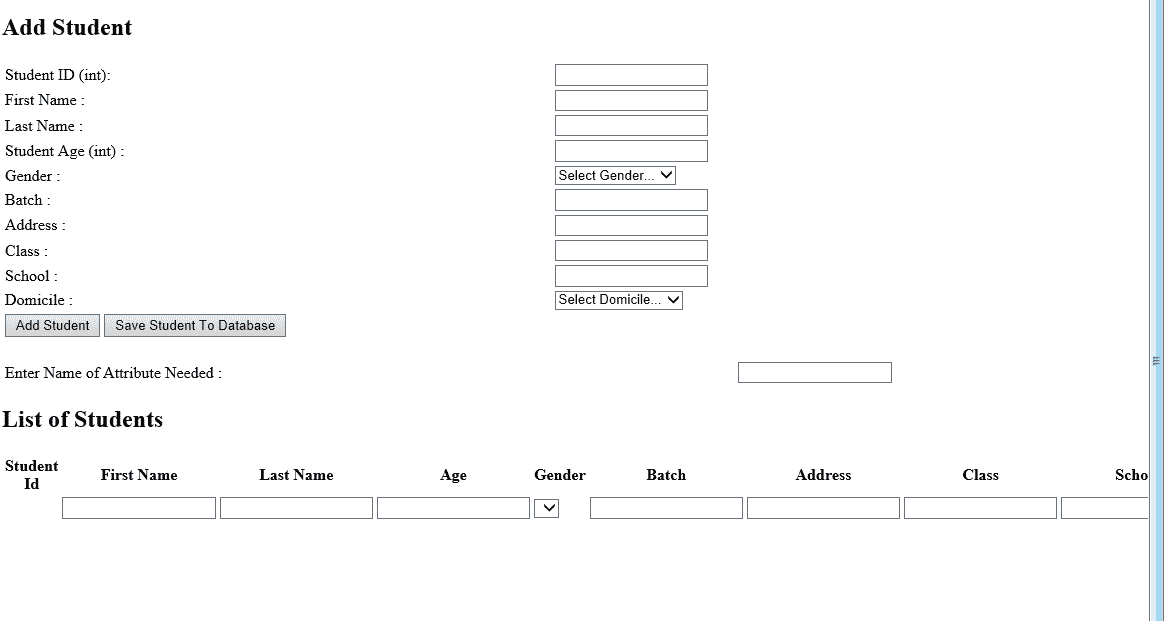 Add Student
Student ID (int):
First Name :
Last Name :
Student Age (int) :
Gender : Select Gender...
Batch :
Address :
Class :
School :
Domicile : Select Domicile...
Add Student Save Student To Database
Enter Name of Attribute Needed :
List of Students
Student Id First Name Last Name Age Gender Batch Address Class Scho